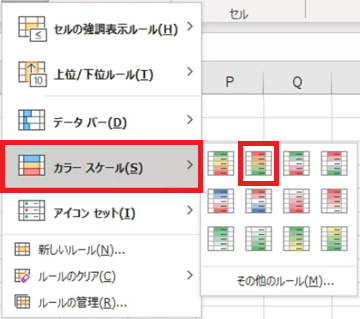 セルの強調表示ルール(H)
セル
上位/下位ルール(T)
P Q
データ バー(D)
カラー スケール(S)
アイコン セット(I)
新しいルール(N)...
ルールのクリア(C)
その他のルール(M)...
ルールの管理(R)...